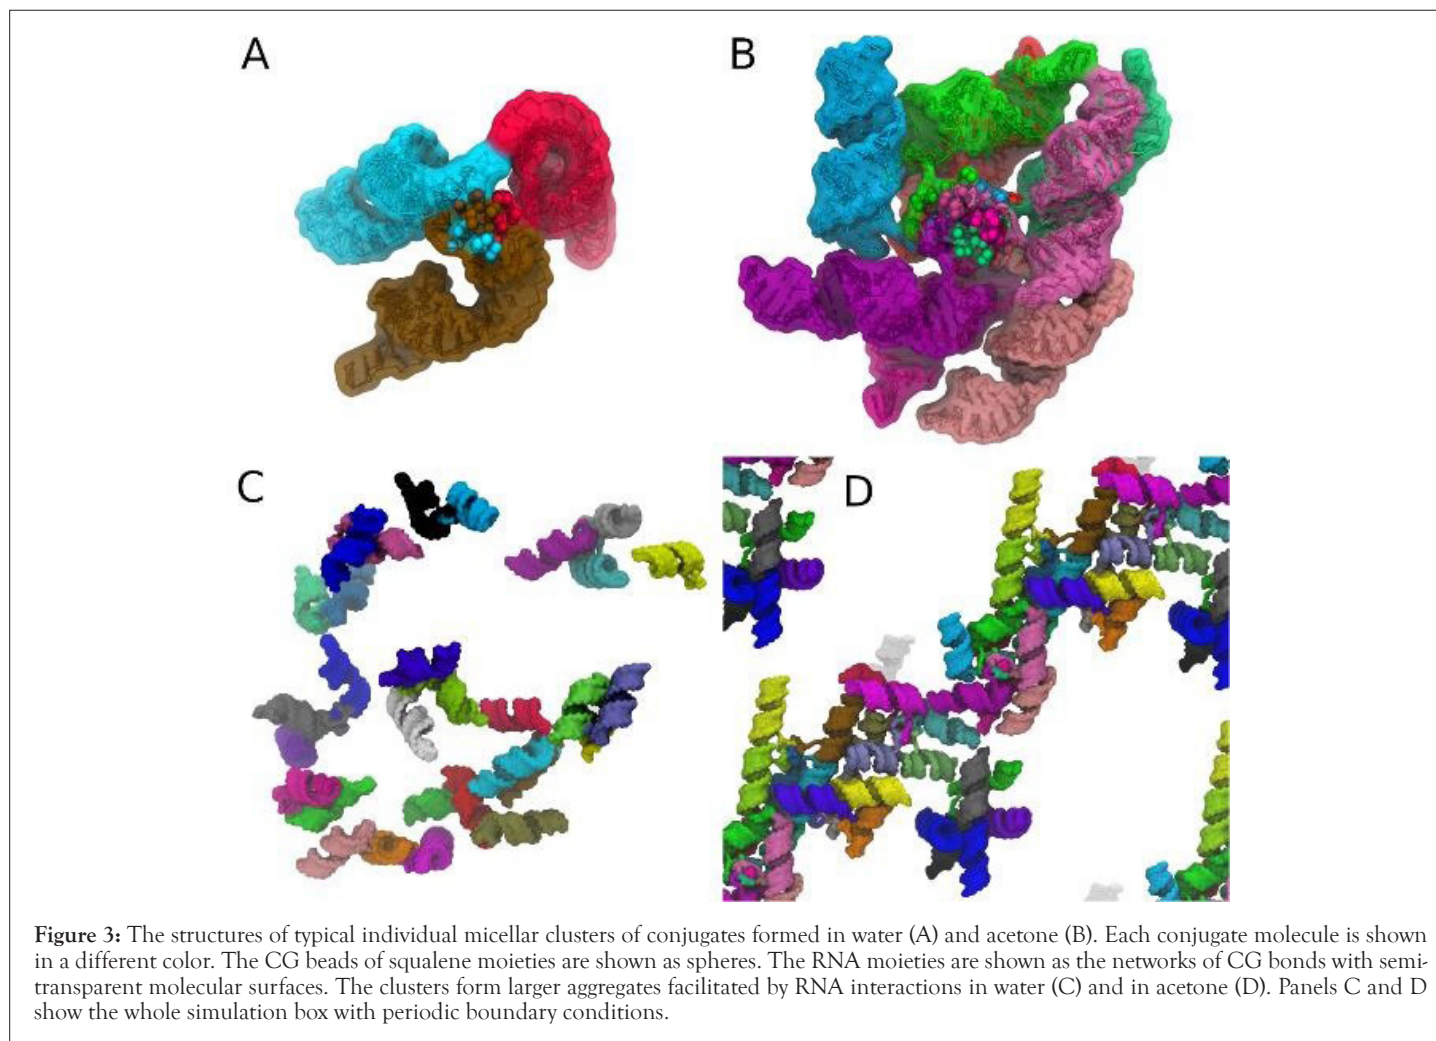 A
B
C
D
Figure 3: The structures of typical individual micellar clusters of conjugates formed in water (A) and acetone (B). Each conjugate molecule is shown
in a different color. The CG beads of squalene moieties are shown as spheres. The RNA moieties are shown as the networks of CG bonds with semi-
transparent molecular surfaces. The clusters form larger aggregates facilitated by RNA interactions in water (C) and in acetone (D). Panels C and D
show the whole simulation box with periodic boundary conditions.